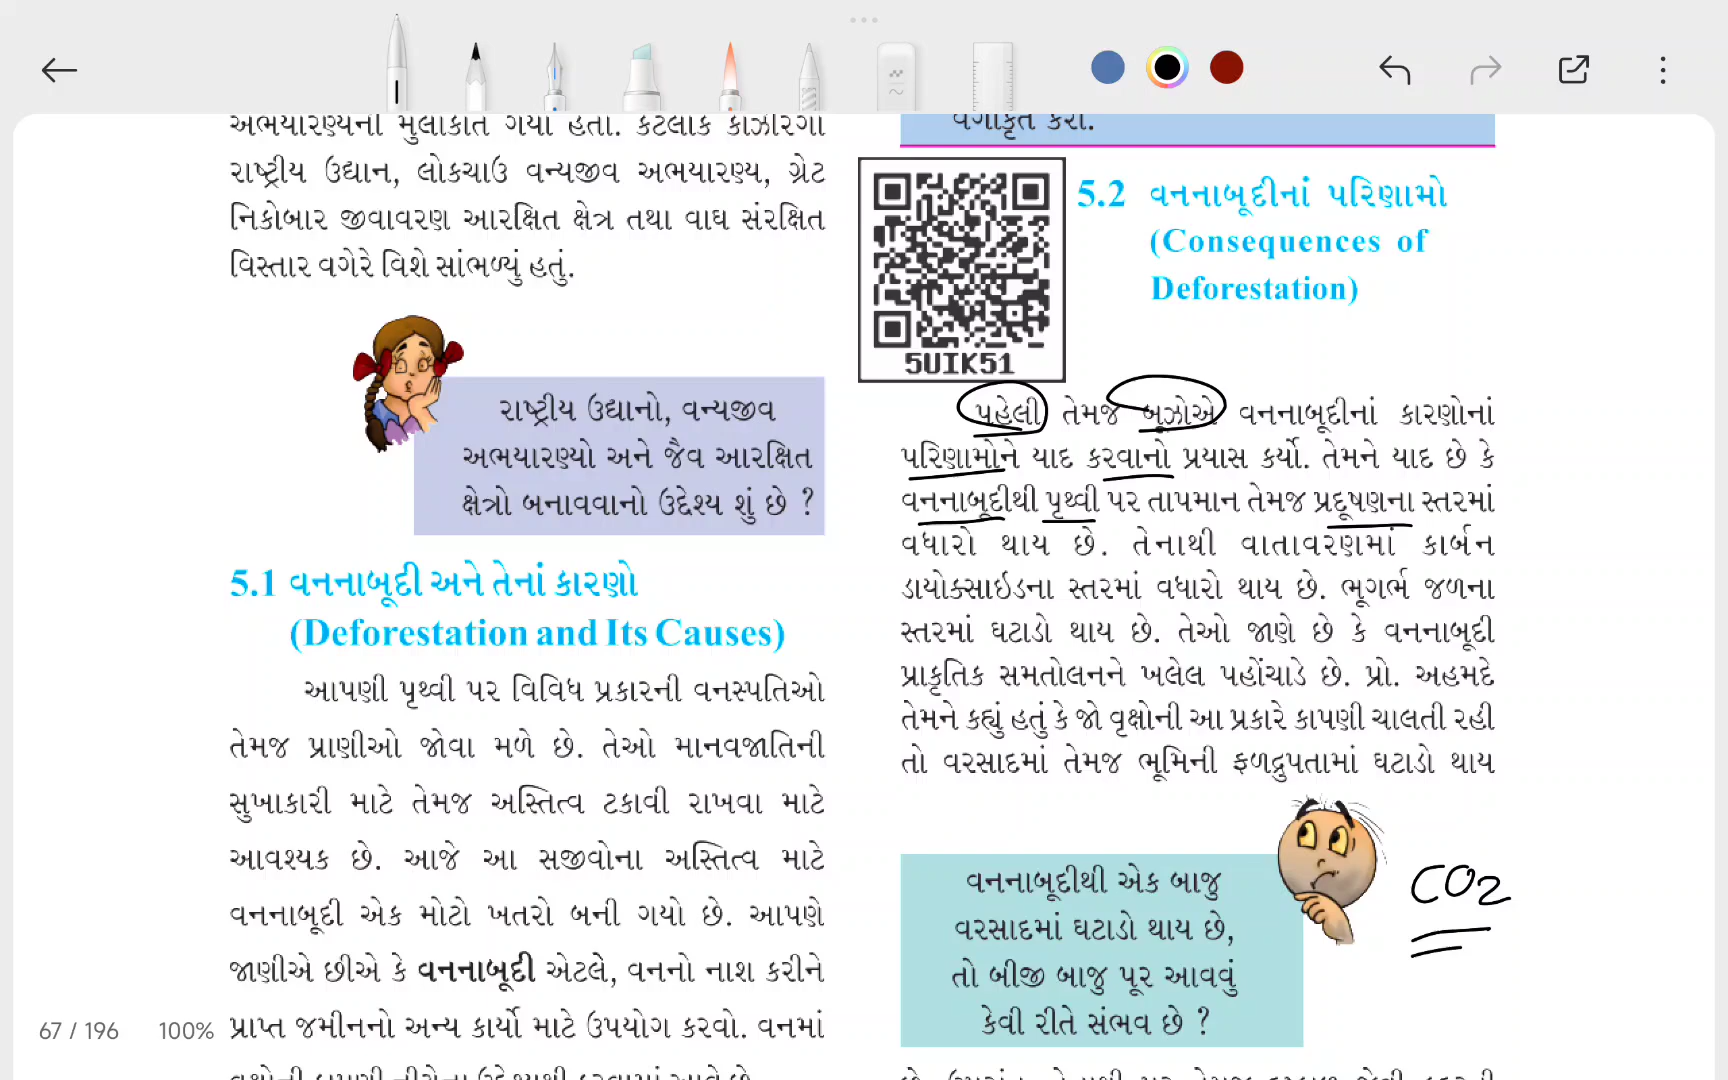 અભયારણ્યની મુલાકાતે ગયા હતા. કેટલાક કાઝીરંગા
રાષ્ટ્રીય ઉદ્યાન, લોકચાઉ વન્યજીવ અભયારણ્ય, ગ્રેટ
નિકોબાર જીવાવરણ આરક્ષિત ક્ષેત્ર તથા વાઘ સંરક્ષિત
વિસ્તાર વગેરે વિશે સાંભળ્યું હતું.
રાષ્ટ્રીય ઉદ્યાનો, વન્યજીવ
અભયારણ્યો અને જૈવ આરક્ષિત
ક્ષેત્રો બનાવવાનો ઉદ્દેશ્ય શું છે ?
5.1 વનનાબૂદી અને તેનાં કારણો
(Deforestation and Its Causes)
આપણી પૃથ્વી પર વિવિધ પ્રકારની વનસ્પતિઓ
તેમજ પ્રાણીઓ જોવા મળે છે. તેઓ માનવજાતિની
સુખાકારી માટે તેમજ અસ્તિત્વ ટકાવી રાખવા માટે
આવશ્યક છે. આજે આ સજીવોના અસ્તિત્વ માટે
વનનાબૂદી એક મોટો ખતરો બની ગયો છે. આપણે
જાણીએ છીએ કે વનનાબૂદી એટલે, વનનો નાશ કરીને
પ્રાપ્ત જમીનનો અન્ય કાર્યો માટે ઉપયોગ કરવો. વનમાં
વર્ગીકૃત કરો.
5UIK51
5.2 વનનાબૂદીનાં પરિણામો
(Consequences of
Deforestation)
પહેલી તેમજ બૂઝોએ વનનાબૂદીનાં કારણોનાં
પરિણામોને યાદ કરવાનો પ્રયાસ કર્યો. તેમને યાદ છે કે
વનનાબૂદીથી પૃથ્વી પર તાપમાન તેમજ પ્રદૂષણના સ્તરમાં
વધારો થાય છે. તેનાથી વાતાવરણમાં કાર્બન
ડાયોક્સાઇડના સ્તરમાં વધારો થાય છે. ભૂગર્ભ જળના
સ્તરમાં ઘટાડો થાય છે. તેઓ જાણે છે કે વનનાબૂદી
પ્રાકૃતિક સમતોલનને ખલેલ પહોંચાડે છે. પ્રો. અહમદે
તેમને કહ્યું હતું કે જો વૃક્ષોની આ પ્રકારે કાપણી ચાલતી રહી
તો વરસાદમાં તેમજ ભૂમિની ફળદ્રુપતામાં ઘટાડો થાય
વનનાબૂદીથી એક બાજુ
વરસાદમાં ઘટાડો થાય છે,
તો બીજી બાજુ પૂર આવવું
કેવી રીતે સંભવ છે ?
CO2
67 / 196 100%